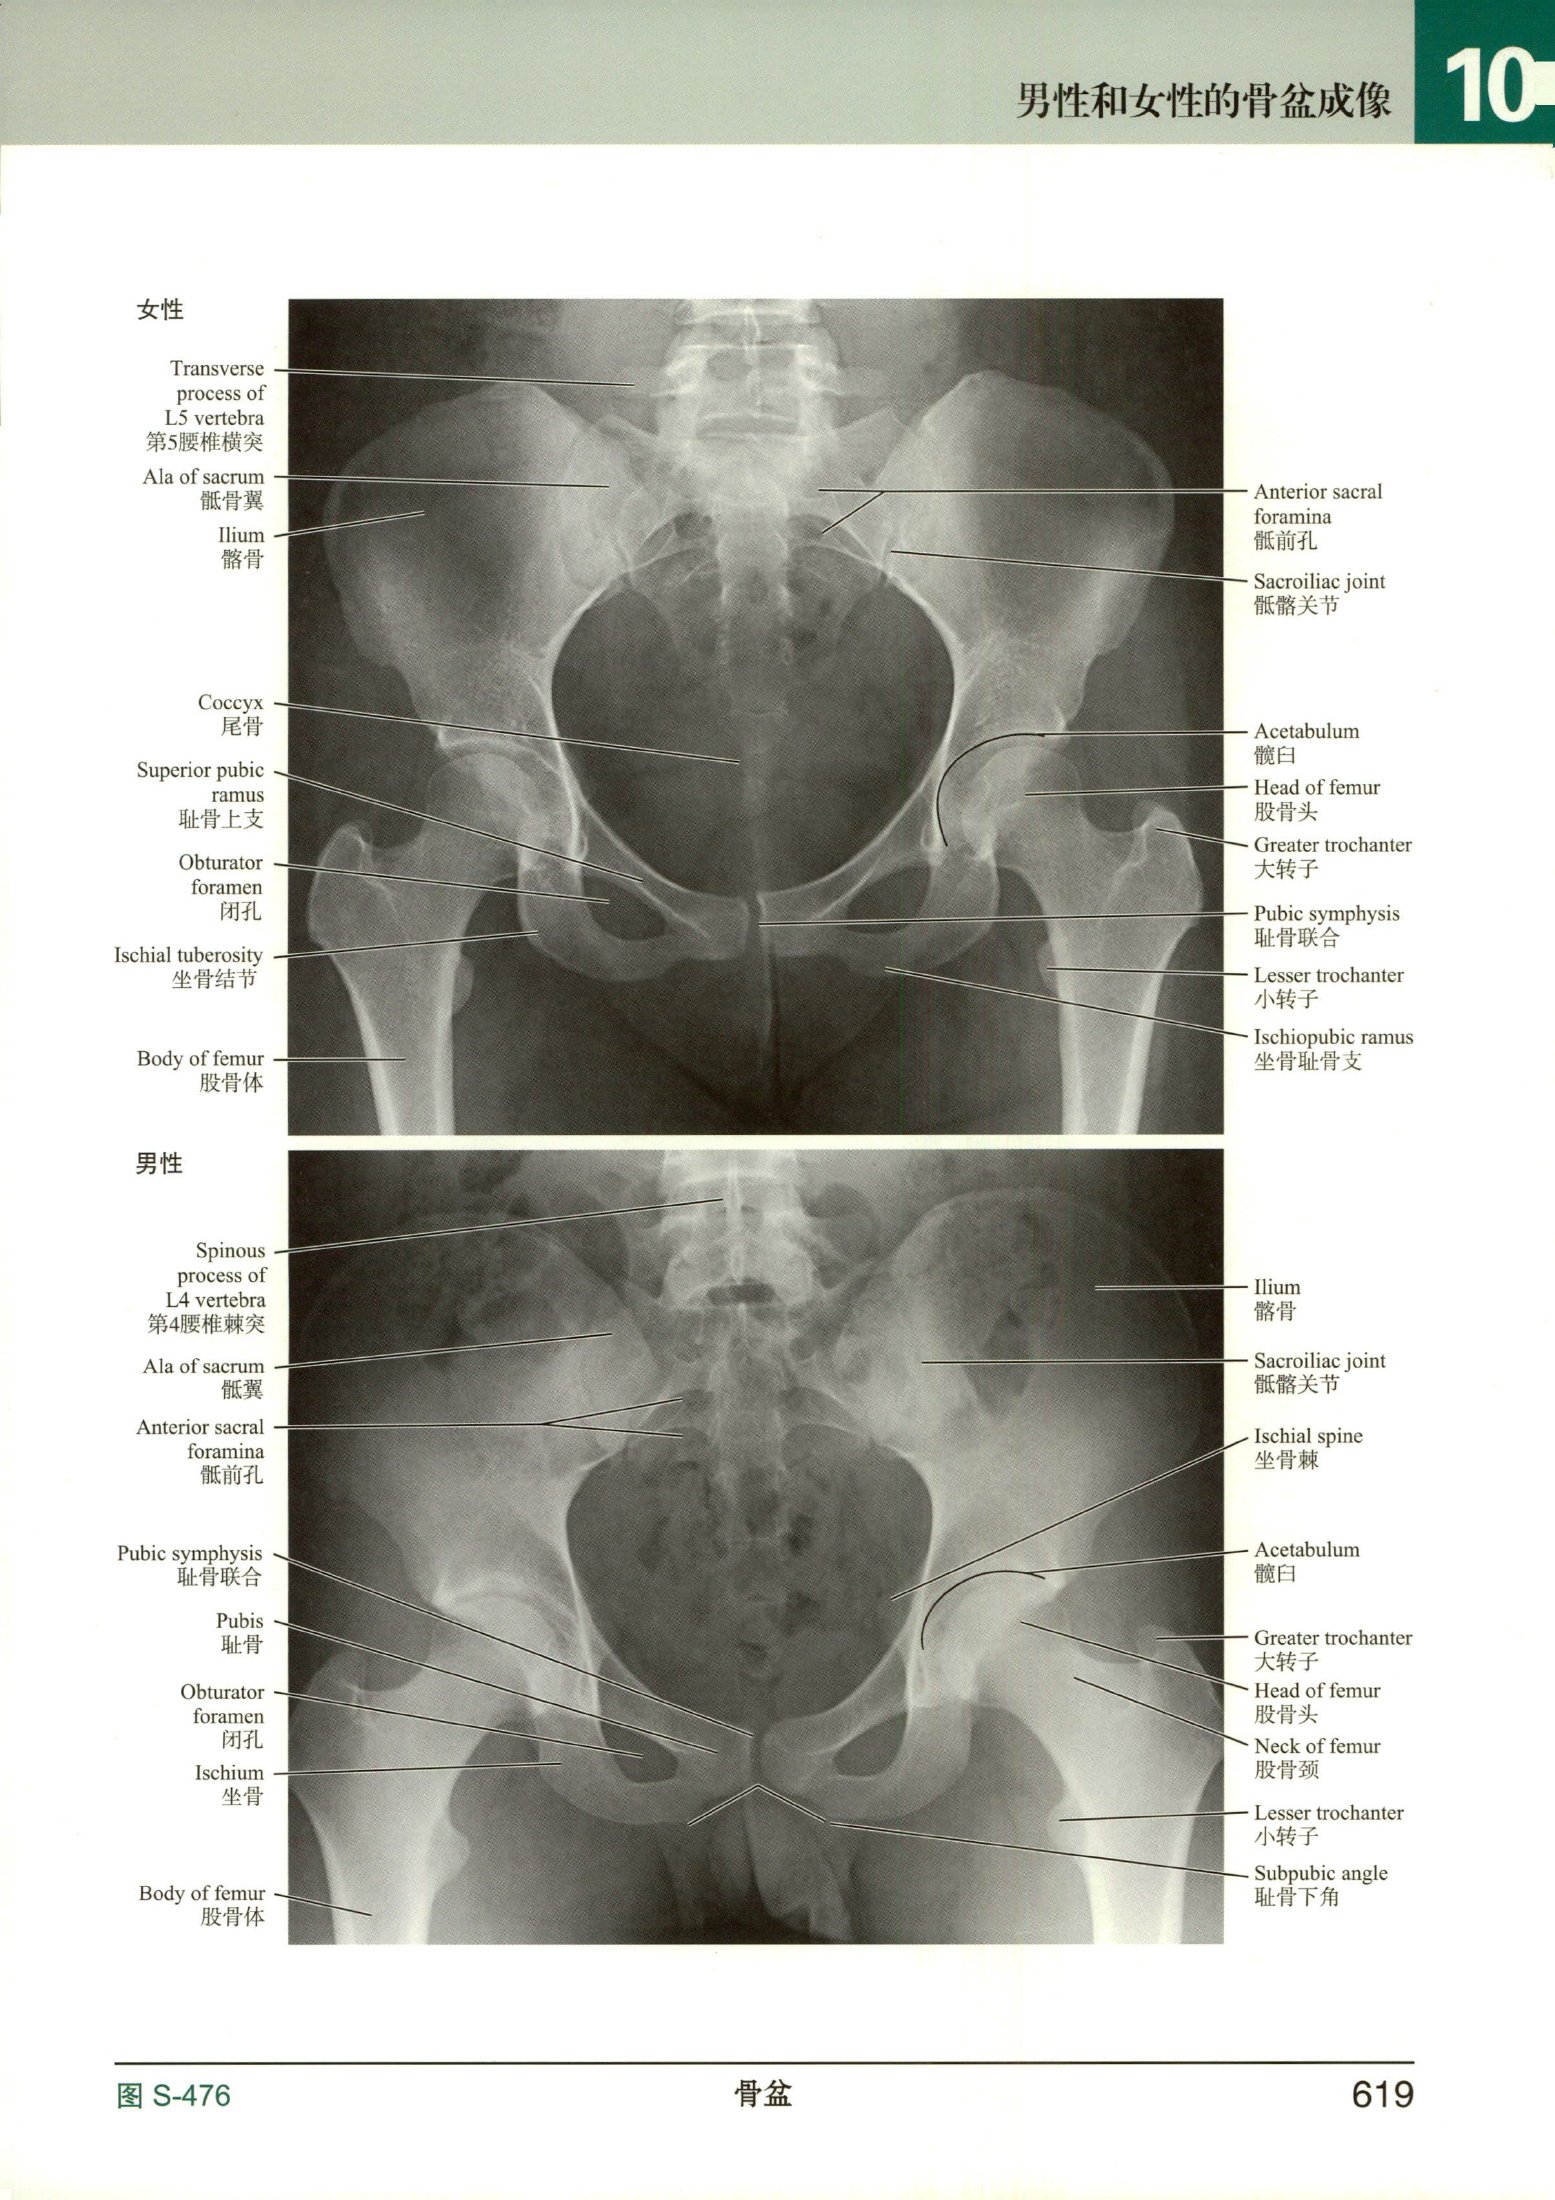 男性和女性的骨盆成像
10
女性
Transverse
process of
L5 vertebra
第5腰椎横突
Ala of sacrum
骶骨翼
Ilium
髂骨
Coccyx
尾骨
Superior pubic
ramus
耻骨上支
Obturator
foramen
闭孔
Ischial tuberosity
坐骨结节
Body of femur
股骨体
Anterior sacral
foramina
骶前孔
Sacroiliac joint
骶髂关节
Acetabulum
髋臼
Head of femur
股骨头
Greater trochanter
大转子
Pubic symphysis
耻骨联合
Lesser trochanter
小转子
Ischiopubic ramus
坐骨耻骨支
男性
Spinous
process of
L4 vertebra
第4腰椎棘突
Ala of sacrum
骶翼
Anterior sacral
foramina
骶前孔
Pubic symphysis
耻骨联合
Pubis
耻骨
Obturator
foramen
闭孔
Ischium
坐骨
Body of femur
股骨体
Ilium
髂骨
Sacroiliac joint
骶髂关节
Ischial spine
坐骨棘
Acetabulum
髋臼
Greater trochanter
大转子
Head of femur
股骨头
Neck of femur
股骨颈
Lesser trochanter
小转子
Subpubic angle
耻骨下角
图 S-476
骨盆
619